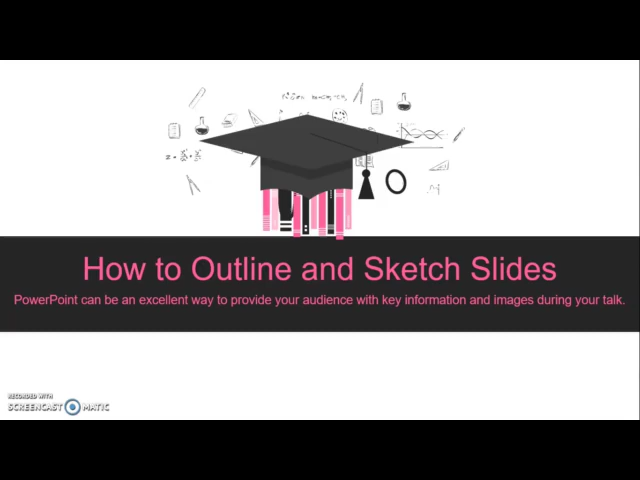 How to Outline and Sketch Slides
PowerPoint can be an excellent way to provide your audience with key information and images during your talk.
RECORDED WITH
SCREENCAST MATIC